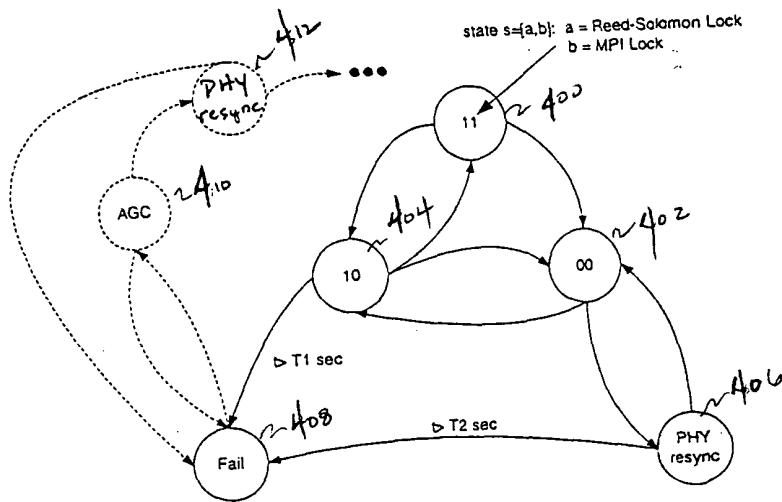 state s={a,b}: a = Reed-Solomon Lock
b = MPI Lock
~412
PHY
resync
11
~400
~410
AGC
~404
10
~402
00
▷ T1 sec
~408
Fail
▷ T2 sec
~406
PHY
resync